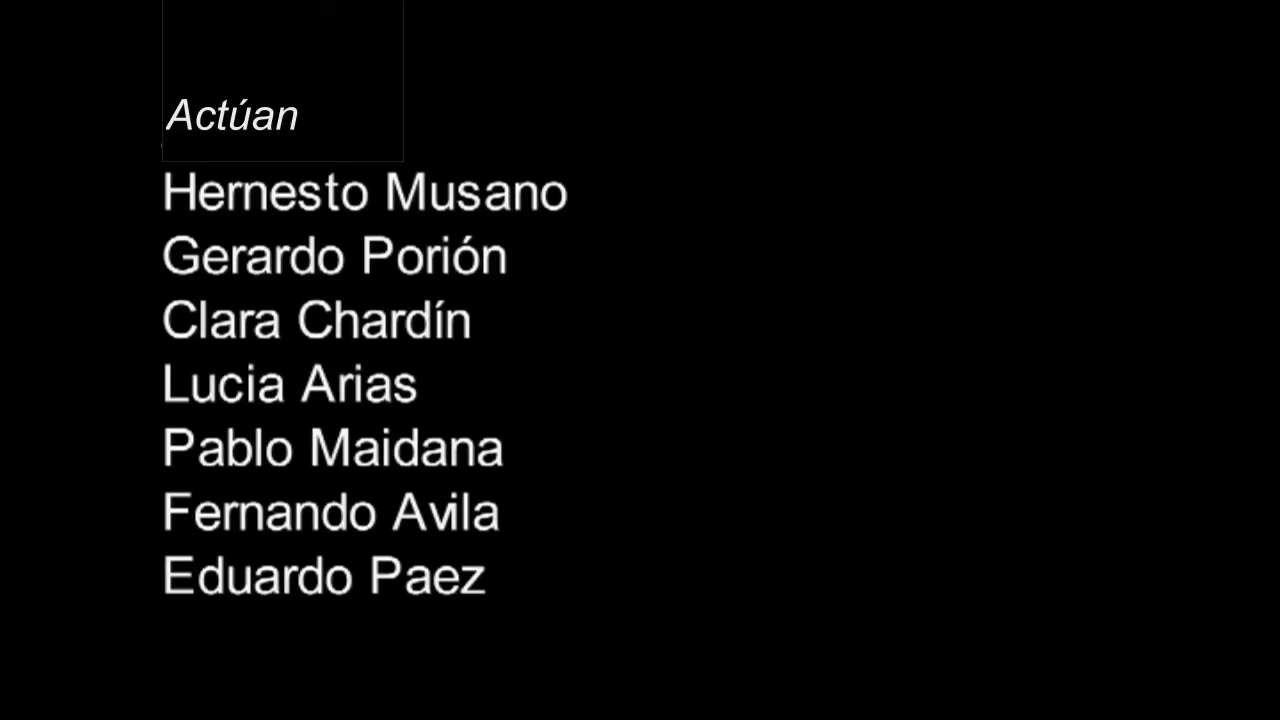 Actúan
Hernesto Musano
Gerardo Porión
Clara Chardín
Lucia Arias
Pablo Maidana
Fernando Avila
Eduardo Paez